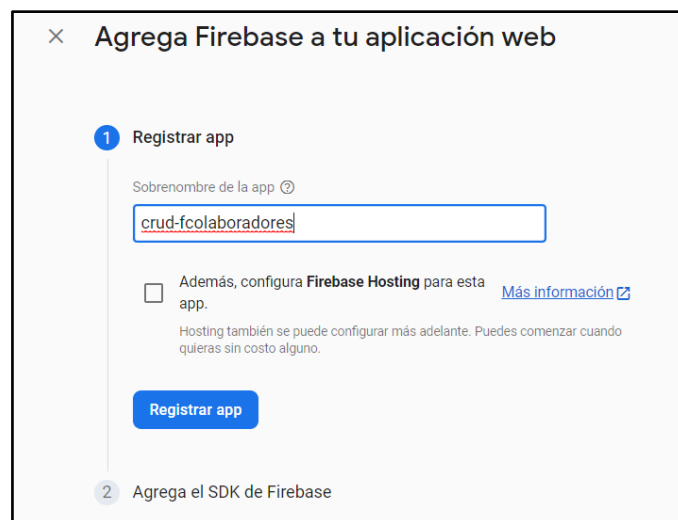 Agrega Firebase a tu aplicación web
1 Registrar app
Sobrenombre de la app
crud-fcolaboradores
Además, configura Firebase Hosting para esta
app.
Más información
Hosting también se puede configurar más adelante. Puedes comenzar cuando
quieras sin costo alguno.
Registrar app
2 Agrega el SDK de Firebase